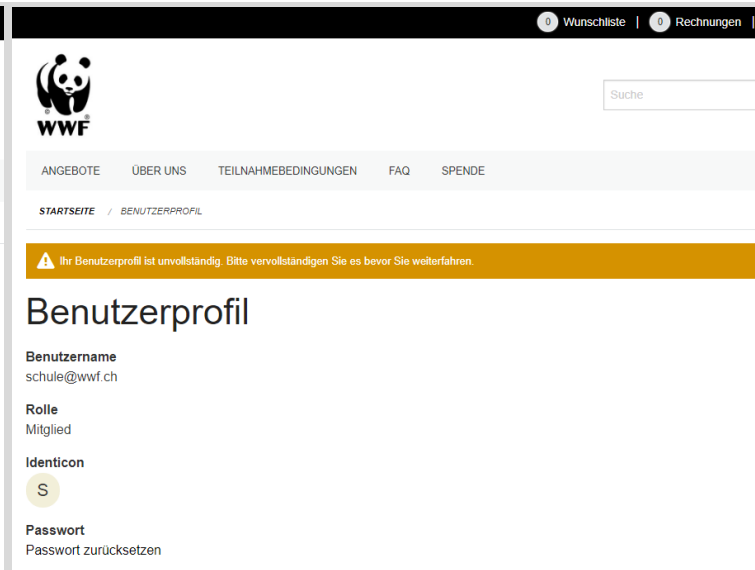 0 Wunschliste | 0 Rechnungen |
WWF
Suche
ANGEBOTE ÜBER UNS TEILNAHMEBEDINGUNGEN FAQ SPENDE
STARTSEITE / BENUTZERPROFIL
Ihr Benutzerprofil ist unvollständig. Bitte vervollständigen Sie es bevor Sie weiterfahren.
Benutzerprofil
Benutzername
schule@wwf.ch
Rolle
Mitglied
Identicon
S
Passwort
Passwort zurücksetzen